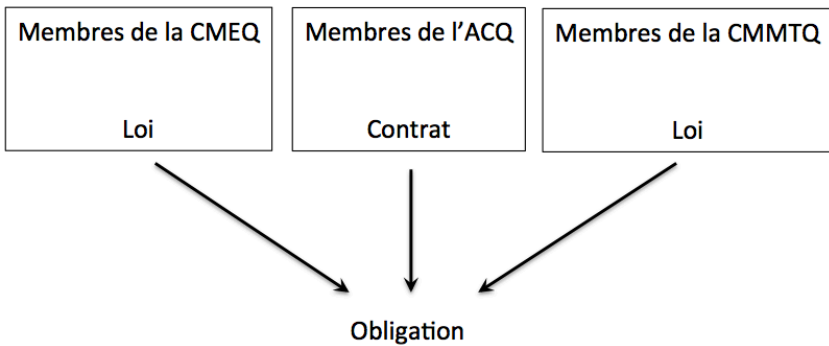 Membres de la CMEQ
Loi
Membres de l’ACQ
Contrat
Membres de la CMMTQ
Loi
Obligation